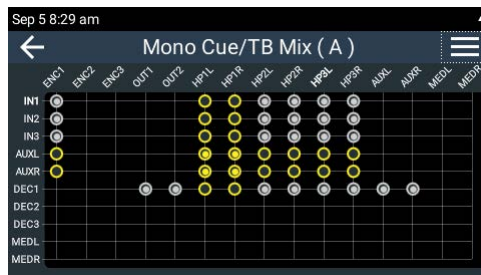 Sep 5 8:29 am
Mono Cue/TB Mix ( A )
ENC1 ENC2 ENC3 OUT1 OUT2 HP1L HP1R HP2L HP2R HP3L HP3R AUXL AUXR MEDL MEDR
IN1
IN2
IN3
AUXL
AUXR
DEC1
DEC2
DEC3
MEDL
MEDR